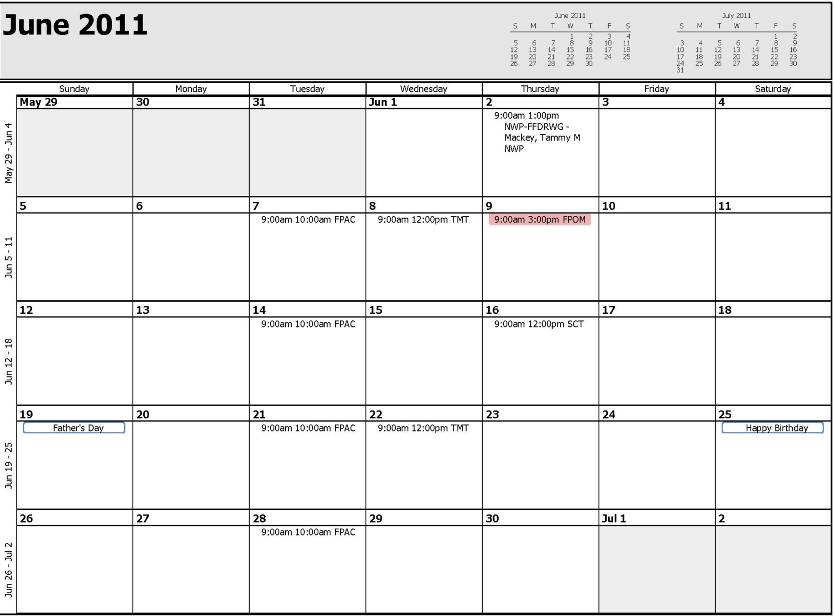 June 2011
June 2011
S M T W T F S
1 2 3 4
5 6 7 8 9 10 11
12 13 14 15 16 17 18
19 20 21 22 23 24 25
26 27 28 29 30
July 2011
S M T W T F S
1 2
3 4 5 6 7 8 9
10 11 12 13 14 15 16
17 18 19 20 21 22 23
24 25 26 27 28 29 30
31
Sunday Monday Tuesday Wednesday Thursday Friday Saturday
May 29 - Jun 4
May 29 30 31 Jun 1 2 3 4
9:00am 1:00pm
NWP-FFDRWG -
Mackey, Tammy M
NWP
Jun 5 - 11
5 6 7 8 9 10 11
9:00am 10:00am FPAC 9:00am 12:00pm TMT 9:00am 3:00pm FPOM
Jun 12 - 18
12 13 14 15 16 17 18
9:00am 10:00am FPAC 9:00am 12:00pm SCT
Jun 19 - 25
19 20 21 22 23 24 25
Father's Day 9:00am 10:00am FPAC 9:00am 12:00pm TMT Happy Birthday
Jun 26 - Jul 2
26 27 28 29 30 Jul 1 2
9:00am 10:00am FPAC